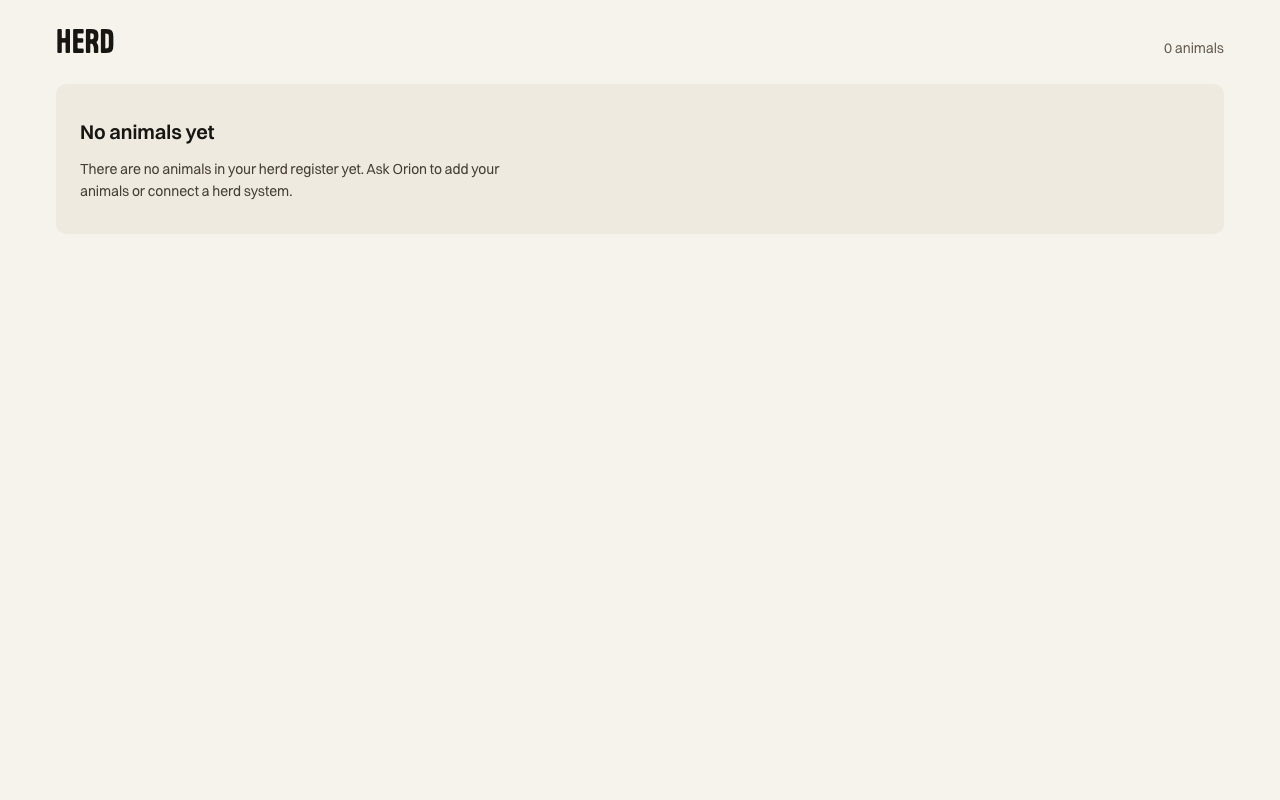 HERD
0 animals
No animals yet
There are no animals in your herd register yet. Ask Orion to add your
animals or connect a herd system.